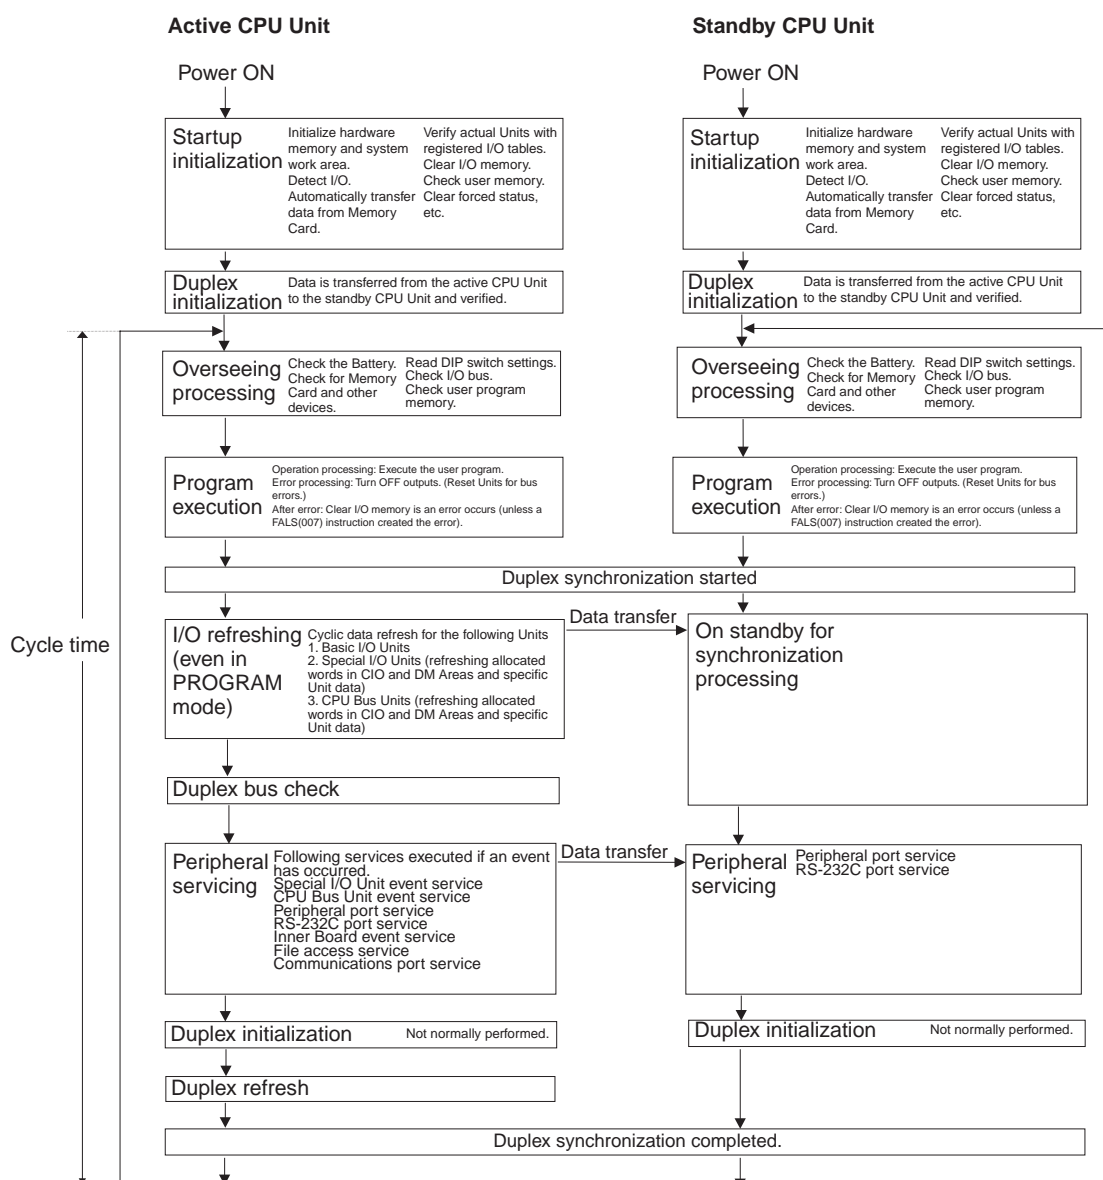 Active CPU Unit
Standby CPU Unit
Power ON
Power ON
Startup
initialization
Initialize hardware
memory and system
work area.
Detect I/O.
Automatically transfer
data from Memory
Card.
Verify actual Units with
registered I/O tables.
Clear I/O memory.
Check user memory.
Clear forced status,
etc.
Startup
initialization
Initialize hardware
memory and system
work area.
Detect I/O.
Automatically transfer
data from Memory
Card.
Verify actual Units with
registered I/O tables.
Clear I/O memory.
Check user memory.
Clear forced status,
etc.
Duplex
initialization
Data is transferred from the active CPU Unit
to the standby CPU Unit and verified.
Duplex
initialization
Data is transferred from the active CPU Unit
to the standby CPU Unit and verified.
Overseeing
processing
Check the Battery.
Check for Memory
Card and other
devices.
Read DIP switch settings.
Check I/O bus.
Check user program
memory.
Overseeing
processing
Check the Battery.
Check for Memory
Card and other
devices.
Read DIP switch settings.
Check I/O bus.
Check user program
memory.
Program
execution
Operation processing: Execute the user program.
Error processing: Turn OFF outputs. (Reset Units for bus
errors.)
After error: Clear I/O memory is an error occurs (unless a
FALS(007) instruction created the error).
Program
execution
Operation processing: Execute the user program.
Error processing: Turn OFF outputs. (Reset Units for bus
errors.)
After error: Clear I/O memory is an error occurs (unless a
FALS(007) instruction created the error).
Duplex synchronization started
Cycle time
I/O refreshing
(even in
PROGRAM
mode)
Cyclic data refresh for the following Units
1. Basic I/O Units
2. Special I/O Units (refreshing allocated
words in CIO and DM Areas and specific
Unit data)
3. CPU Bus Units (refreshing allocated
words in CIO and DM Areas and specific
Unit data)
Data transfer
On standby for
synchronization
processing
Duplex bus check
Peripheral
servicing
Following services executed if an event
has occurred.
Special I/O Unit event service
CPU Bus Unit event service
Peripheral port service
RS-232C port service
Inner Board event service
File access service
Communications port service
Data transfer
Peripheral
servicing
Peripheral port service
RS-232C port service
Duplex initialization
Not normally performed.
Duplex initialization
Not normally performed.
Duplex refresh
Duplex synchronization completed.